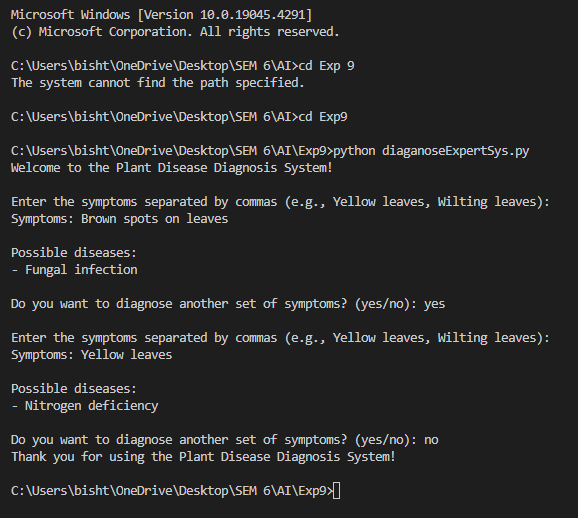 Microsoft Windows [Version 10.0.19045.4291]
(c) Microsoft Corporation. All rights reserved.
C:\Users\bisht\OneDrive\Desktop\SEM 6\AI>cd Exp 9
The system cannot find the path specified.
C:\Users\bisht\OneDrive\Desktop\SEM 6\AI>cd Exp9
C:\Users\bisht\OneDrive\Desktop\SEM 6\AI\Exp9>python diaganoseExpertSys.py
Welcome to the Plant Disease Diagnosis System!
Enter the symptoms separated by commas (e.g., Yellow leaves, Wilting leaves):
Symptoms: Brown spots on leaves
Possible diseases:
- Fungal infection
Do you want to diagnose another set of symptoms? (yes/no): yes
Enter the symptoms separated by commas (e.g., Yellow leaves, Wilting leaves):
Symptoms: Yellow leaves
Possible diseases:
- Nitrogen deficiency
Do you want to diagnose another set of symptoms? (yes/no): no
Thank you for using the Plant Disease Diagnosis System!
C:\Users\bisht\OneDrive\Desktop\SEM 6\AI\Exp9>